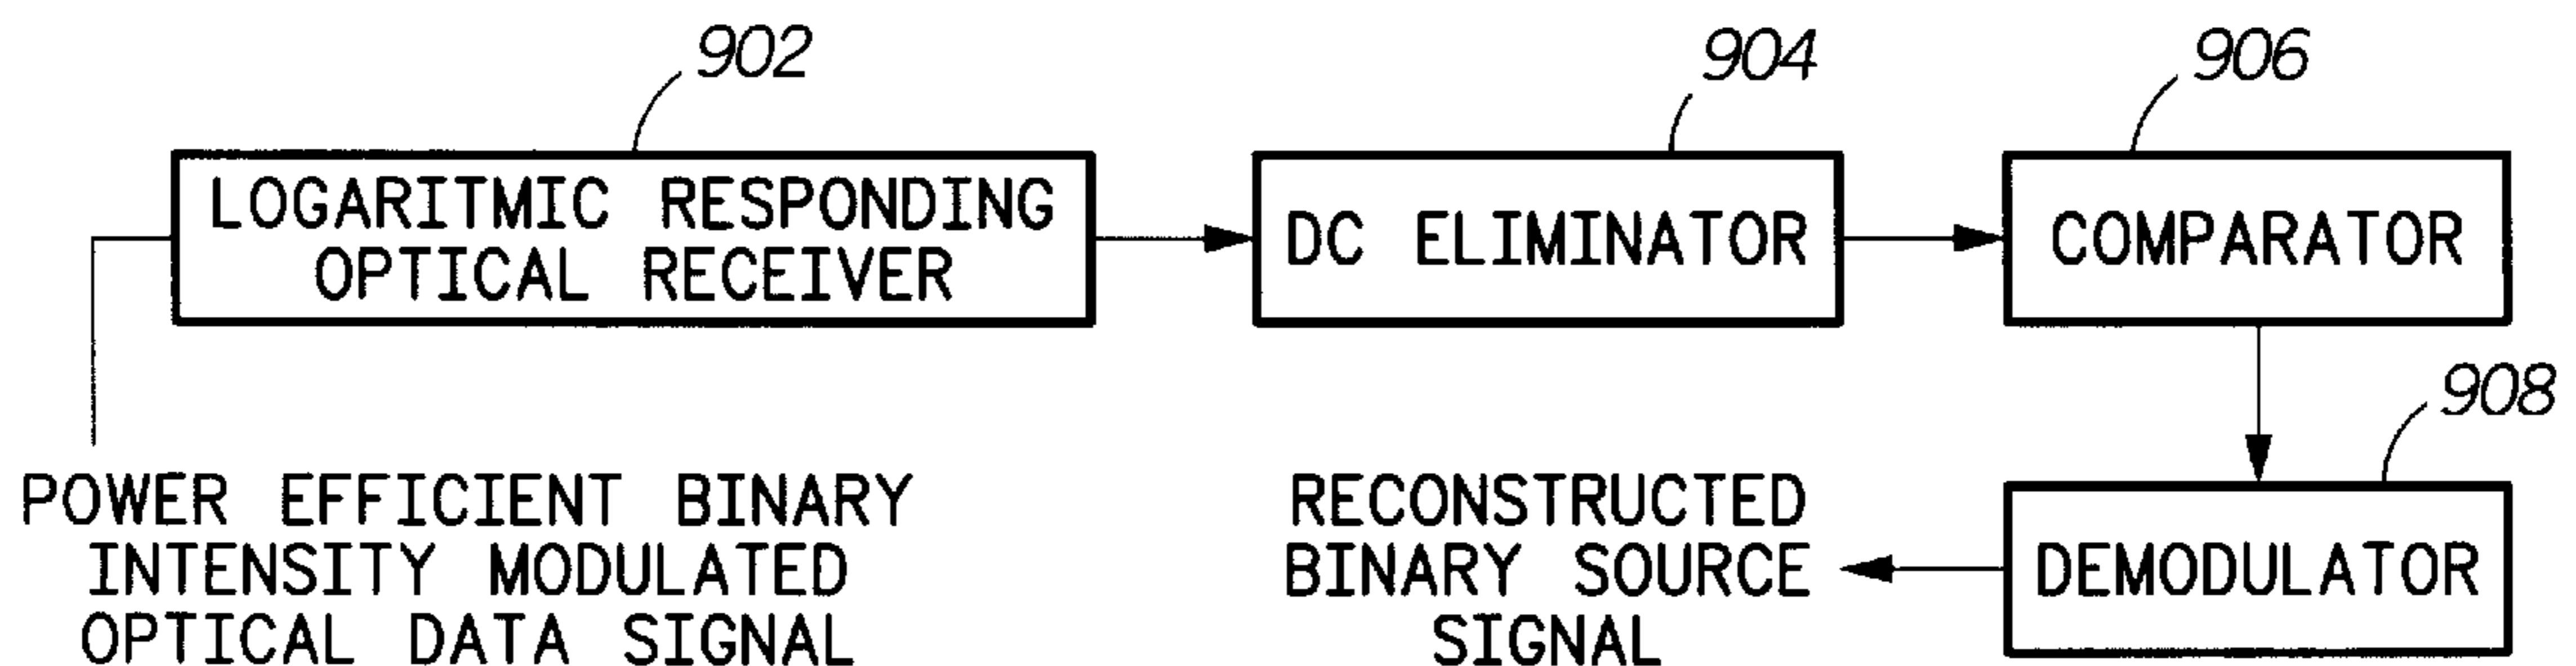 902
904
906
LOGARITMIC RESPONDING
OPTICAL RECEIVER
DC ELIMINATOR
COMPARATOR
908
POWER EFFICIENT BINARY
INTENSITY MODULATED
OPTICAL DATA SIGNAL
RECONSTRUCTED
BINARY SOURCE
SIGNAL
DEMODULATOR